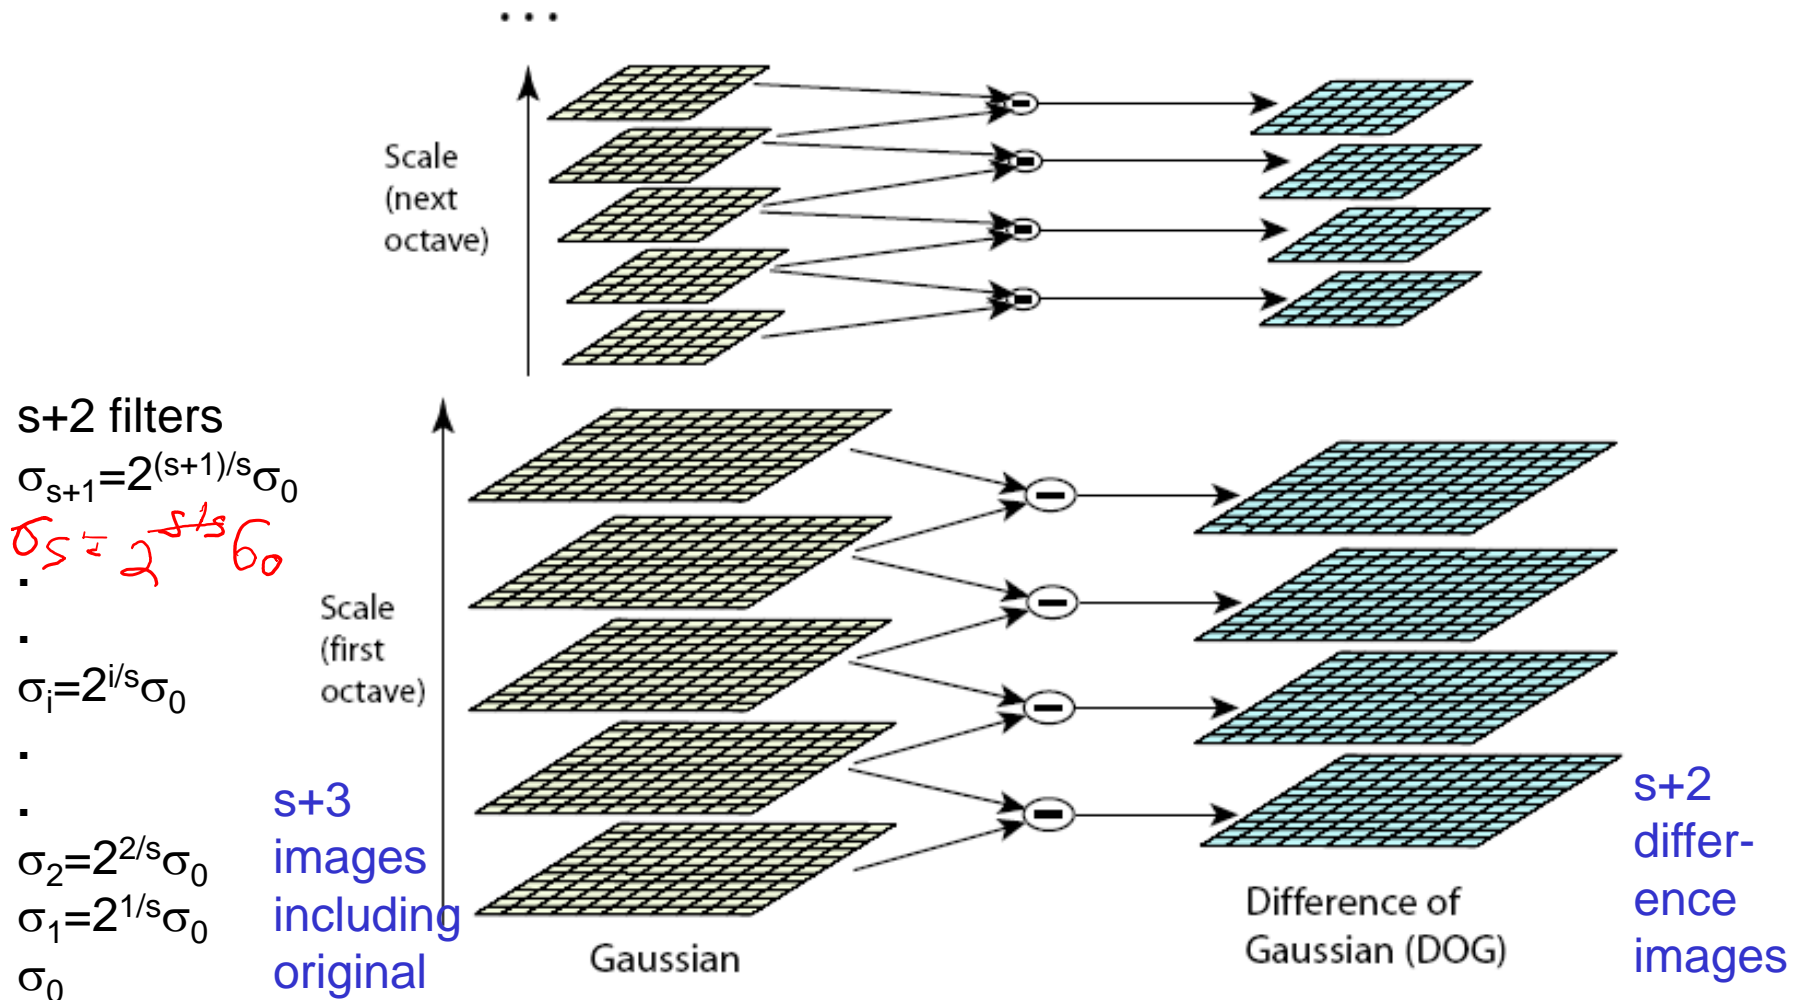 ...
Scale
(next
octave)
s+2 filters
σs+1=2(s+1)/sσ0
σs=2s/sσ0
.
.
σi=2i/sσ0
.
.
σ2=22/sσ0
σ1=21/sσ0
σ0
Scale
(first
octave)
s+3
images
including
original
Gaussian
Difference of
Gaussian (DOG)
s+2
differ-
ence
images